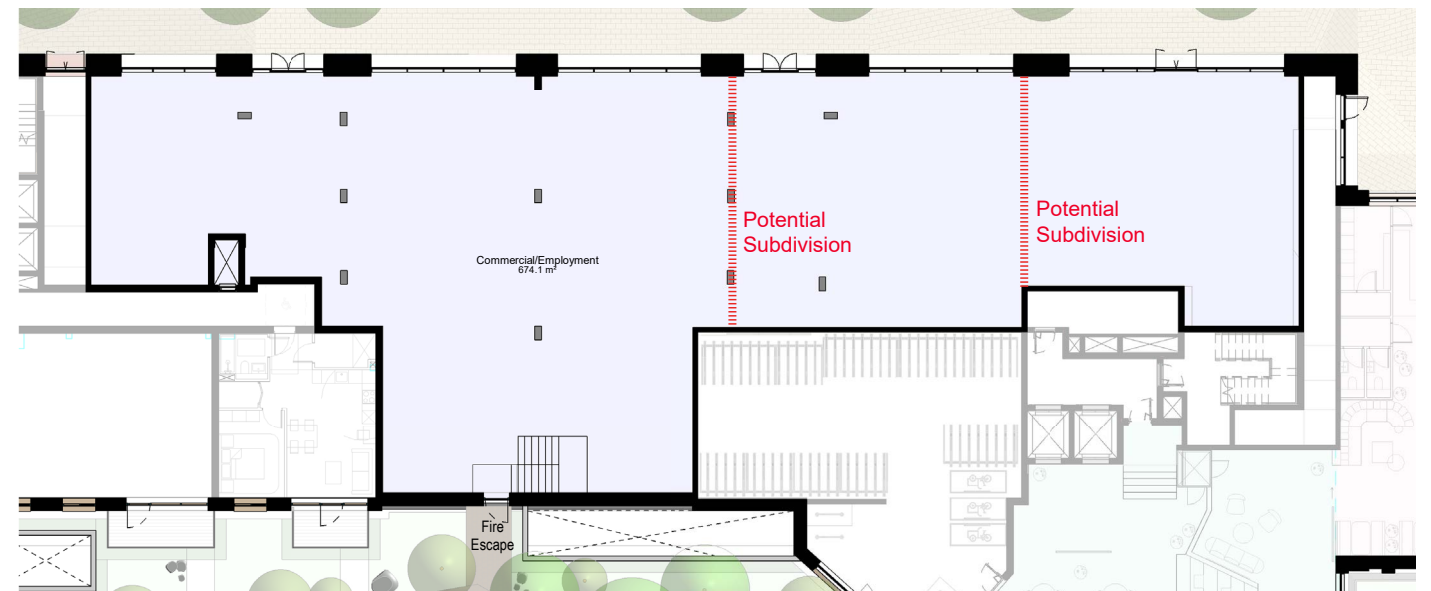 Potential
Subdivision
Potential
Subdivision
Commercial/Employment
674.1 m²
Fire
Escape